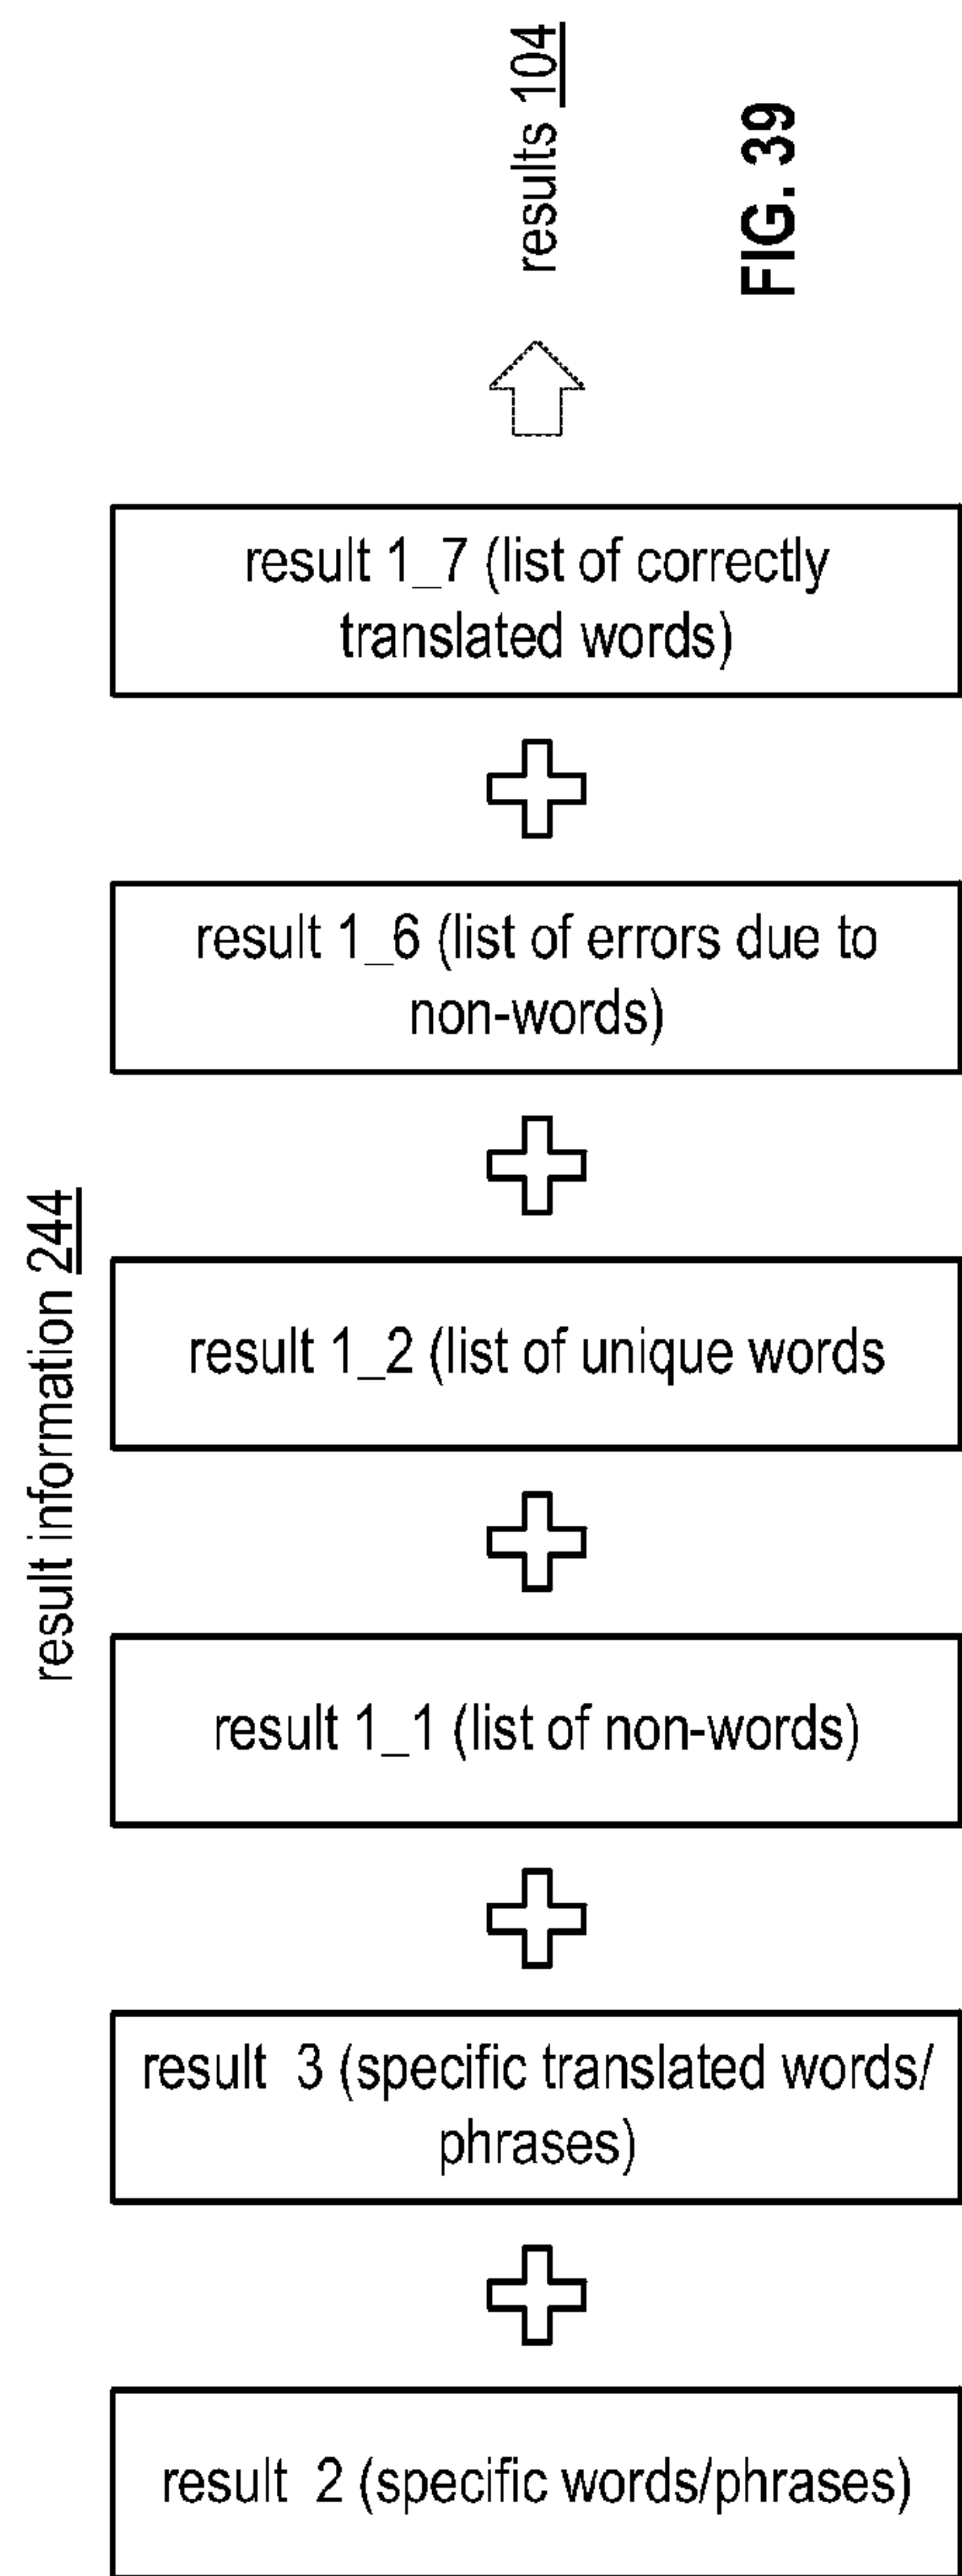 results 104
FIG. 39
result 1_7 (list of correctly
translated words)
result 1_6 (list of errors due to
non-words)
result information 244
result 1_2 (list of unique words
result 1_1 (list of non-words)
result 3 (specific translated words/
phrases)
result 2 (specific words/phrases)